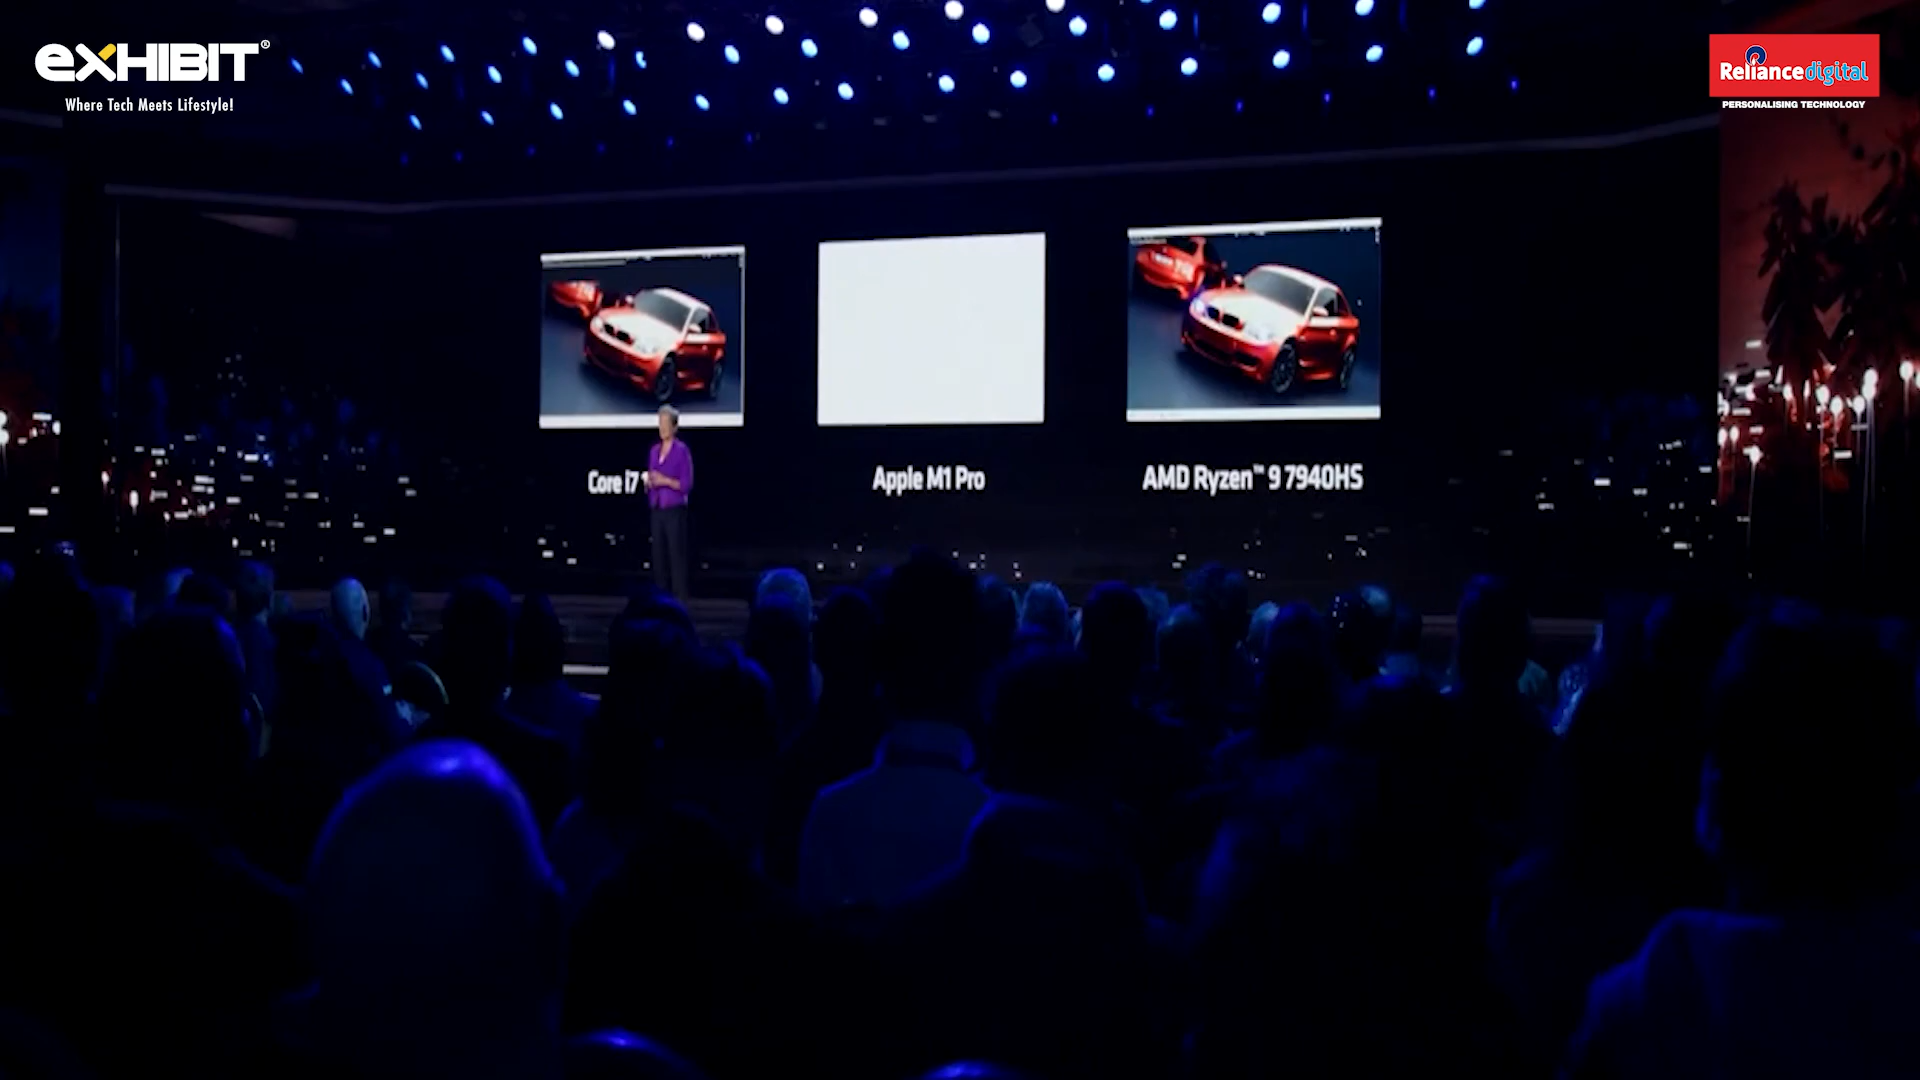 eXHIBIT®
Where Tech Meets Lifestyle!
Reliance digital
PERSONALISING TECHNOLOGY
Core i7
Apple M1 Pro
AMD Ryzen™ 9 7940HS